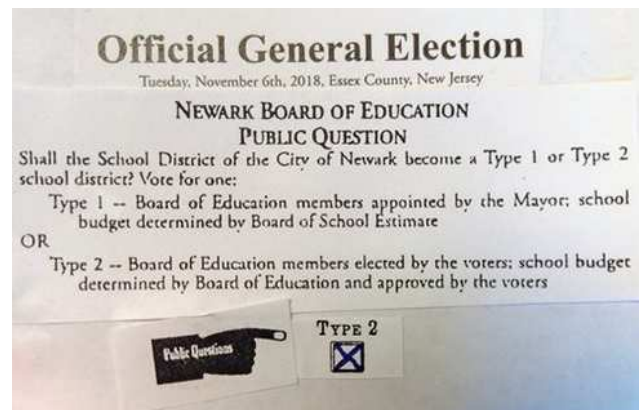 Official General Election
Tuesday, November 6th, 2018, Essex County, New Jersey
NEWARK BOARD OF EDUCATION
PUBLIC QUESTION
Shall the School District of the City of Newark become a Type 1 or Type 2
school district? Vote for one:
Type 1 -- Board of Education members appointed by the Mayor; school
budget determined by Board of School Estimate
OR
Type 2 -- Board of Education members elected by the voters; school budget
determined by Board of Education and approved by the voters
Public Questions
TYPE 2